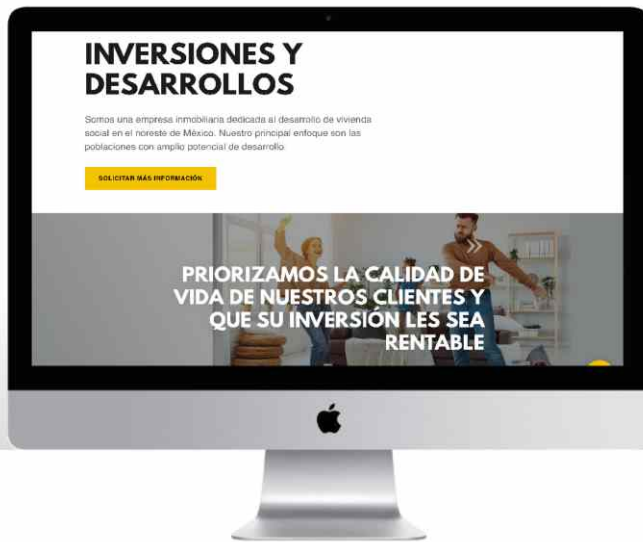 INVERSIONES Y
DESARROLLOS
Somos una empresa inmobiliaria dedicada al desarrollo de vivienda
social en el noreste de México. Nuestro principal enfoque son las
poblaciones con amplio potencial de desarrollo
SOLICITAR MÁS INFORMACIÓN
PRIORIZAMOS LA CALIDAD DE
VIDA DE NUESTROS CLIENTES Y
QUE SU INVERSIÓN LES SEA
RENTABLE